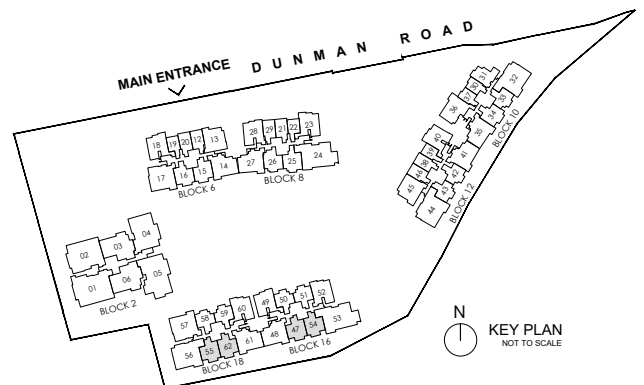 DUNMAN ROAD
MAIN ENTRANCE
18 19 20 12 13
28 29 21 22 23
17 16 15 14 27 26 25 24
BLOCK 6
BLOCK 8
37 30 31 32
36 33
34
35
BLOCK 10
40
39
38 41
46 42
45 43
44
BLOCK 12
02 03 04
01 06 05
BLOCK 2
57 58 59 60 49 50 51 52
56 55 62 61 48 47 54 53
BLOCK 18
BLOCK 16
N
KEY PLAN
NOT TO SCALE